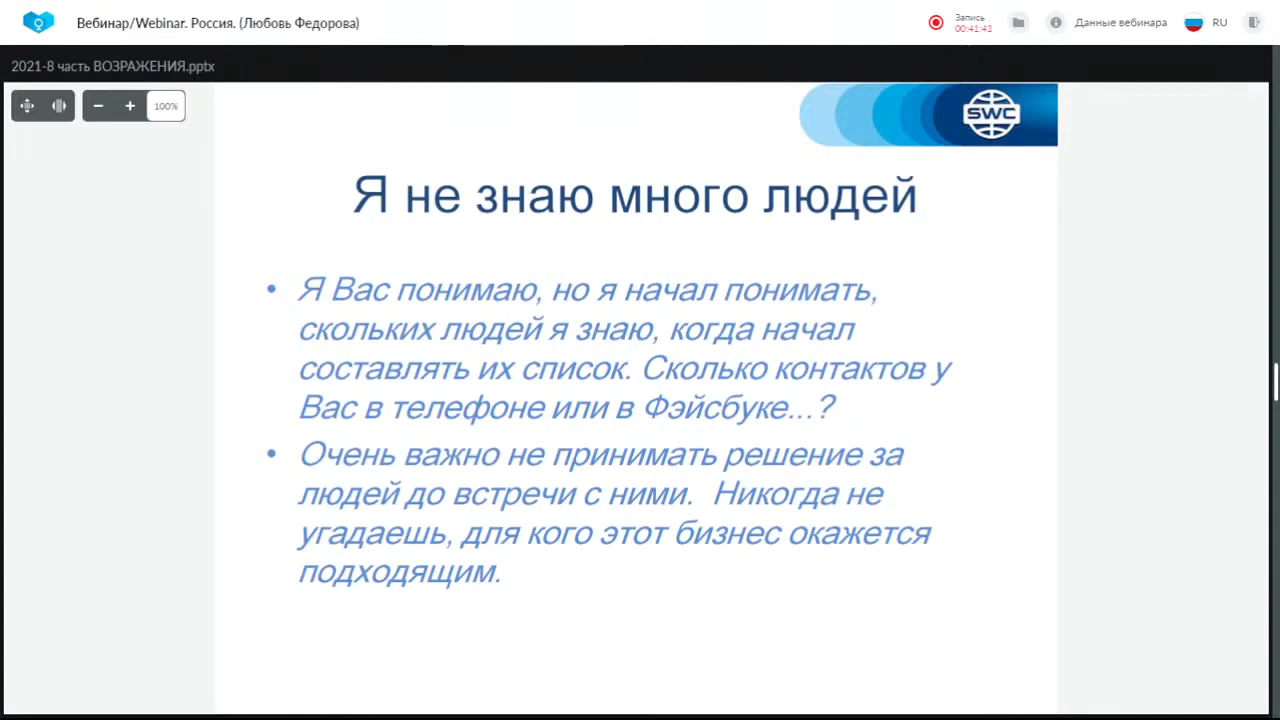 Вебинар/Webinar. Россия. (Любовь Федорова)
Запись
00:41:41
Данные вебинара
RU
2021-8 часть ВОЗРАЖЕНИЯ.pptx
100%
SWC
Я не знаю много людей
• Я Вас понимаю, но я начал понимать,
скольких людей я знаю, когда начал
составлять их список. Сколько контактов у
Вас в телефоне или в Фэйсбуке...?
• Очень важно не принимать решение за
людей до встречи с ними. Никогда не
угадаешь, для кого этот бизнес окажется
подходящим.